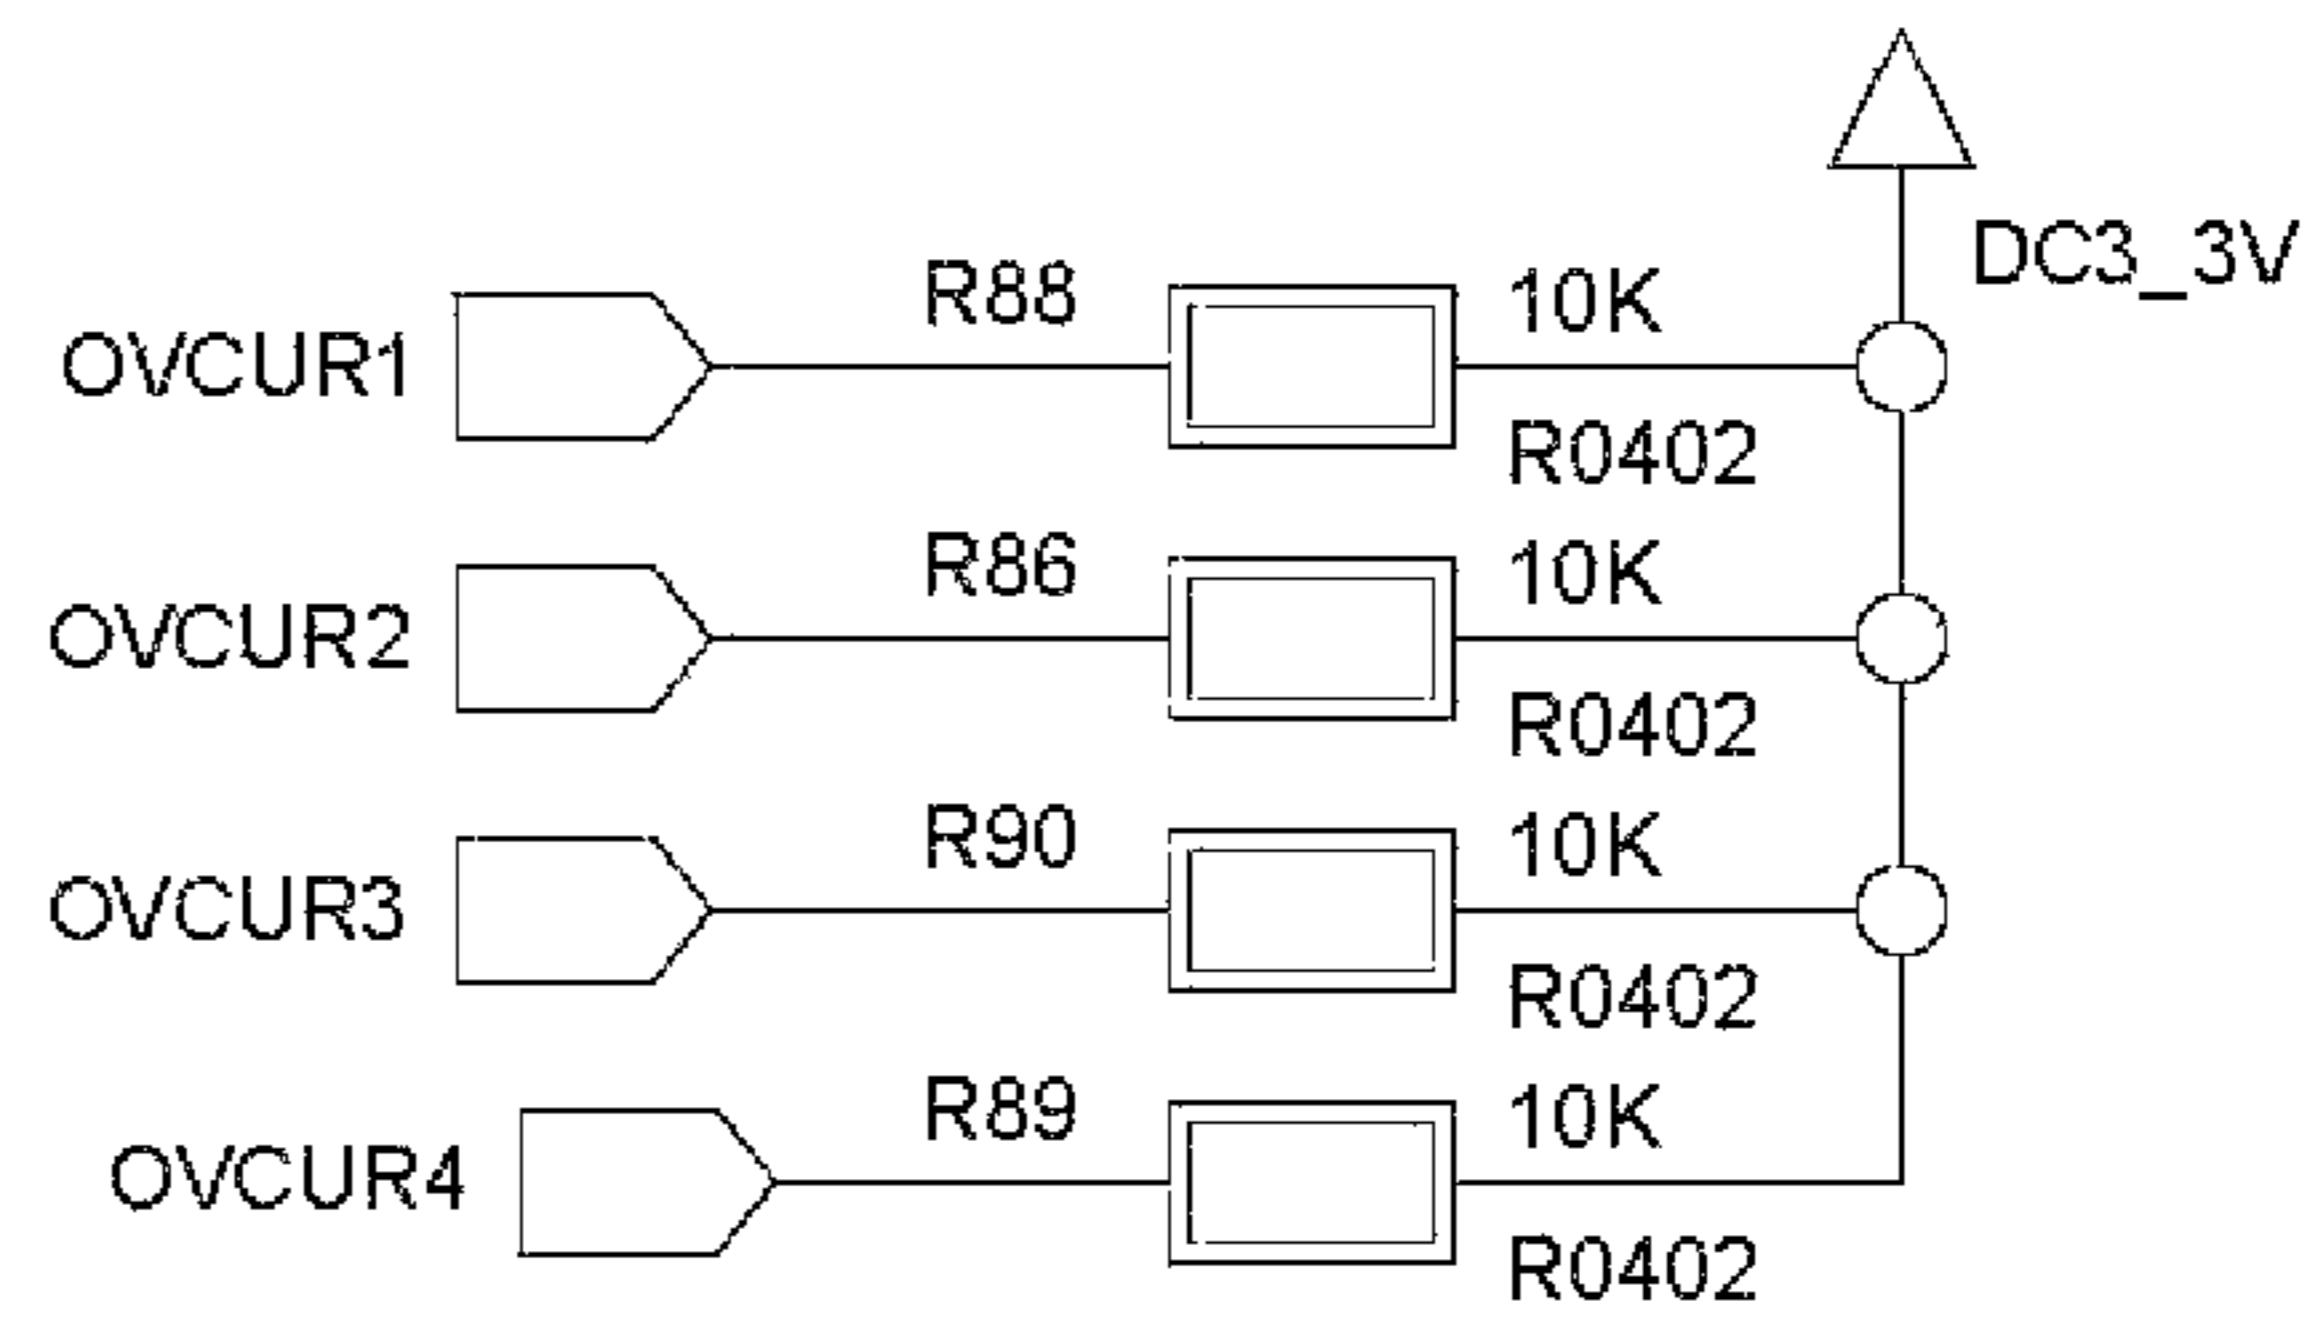 DC3_3V
OVCUR1 R88 10K
R0402
OVCUR2 R86 10K
R0402
OVCUR3 R90 10K
R0402
OVCUR4 R89 10K
R0402